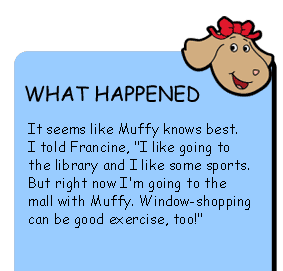 WHAT HAPPENED
It seems like Muffy knows best.
I told Francine, "I like going to
the library and I like some sports.
But right now I'm going to the
mall with Muffy. Window-shopping
can be good exercise, too!"